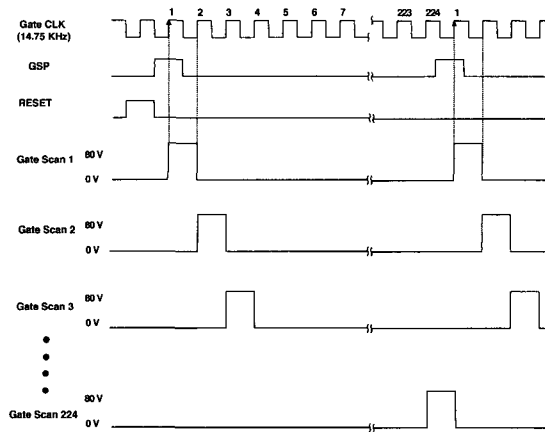 1 2 3 4 5 6 7 223 224 1
Gate CLK
(14.75 KHz)
GSP
RESET
Gate Scan 1
80 V
0 V
Gate Scan 2
80 V
0 V
Gate Scan 3
80 V
0 V
Gate Scan 224
80 V
0 V